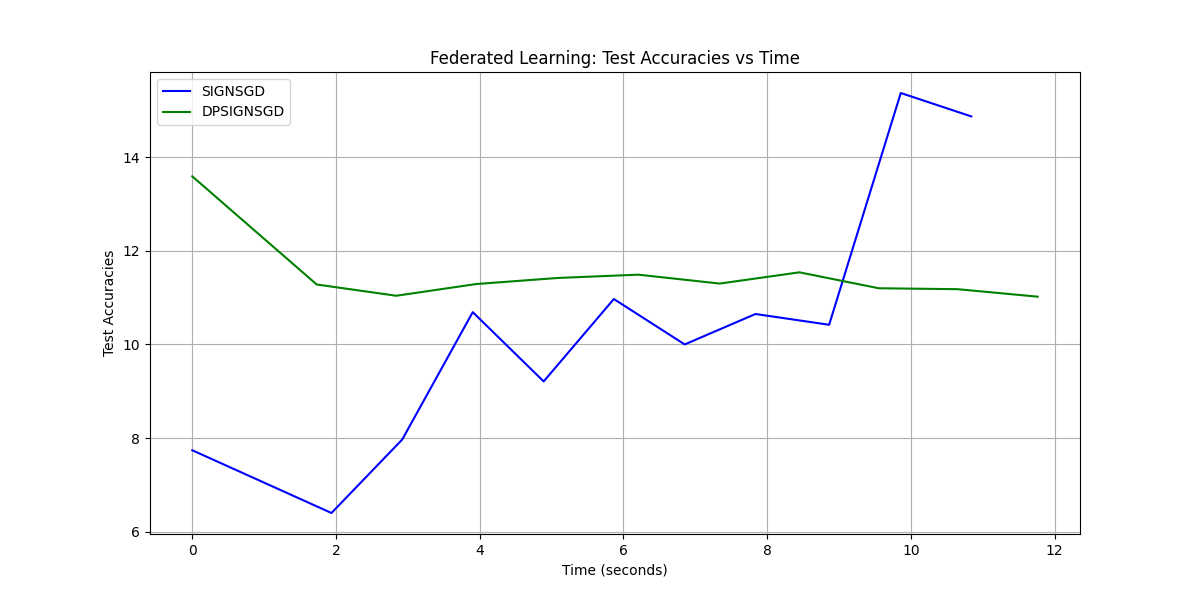 Federated Learning: Test Accuracies vs Time
SIGNSGD
DPSIGNSGD
Test Accuracies
14
12
10
8
6
0 2 4 6 8 10 12
Time (seconds)